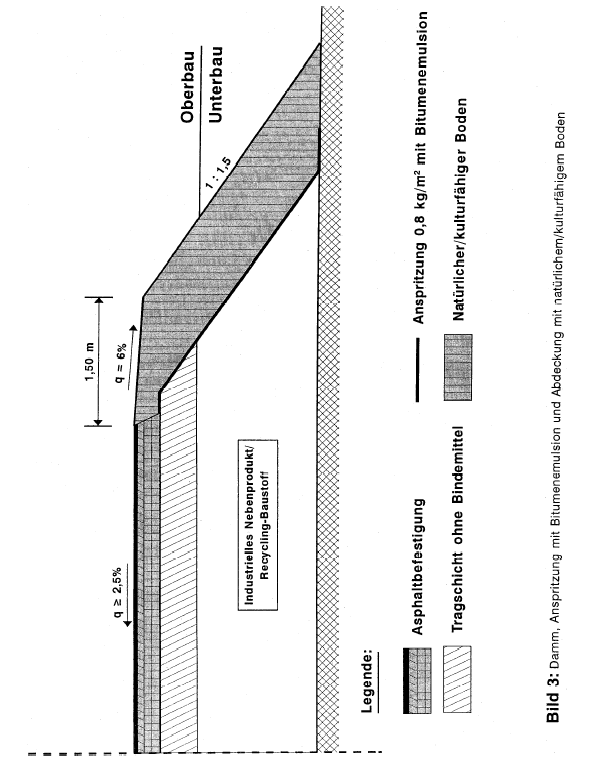 Oberbau
Unterbau
1,50 m
q = 6%
q ≥ 2,5%
1 : 1,5
Industrielles Nebenprodukt/
Recycling-Baustoff
Legende:
Asphaltbefestigung
Tragschicht ohne Bindemittel
Anspritzung 0,8 kg/m² mit Bitumenemulsion
Natürlicher/kulturfähiger Boden
Bild 3: Damm, Anspritzung mit Bitumenemulsion und Abdeckung mit natürlichem/kulturfähigem Boden